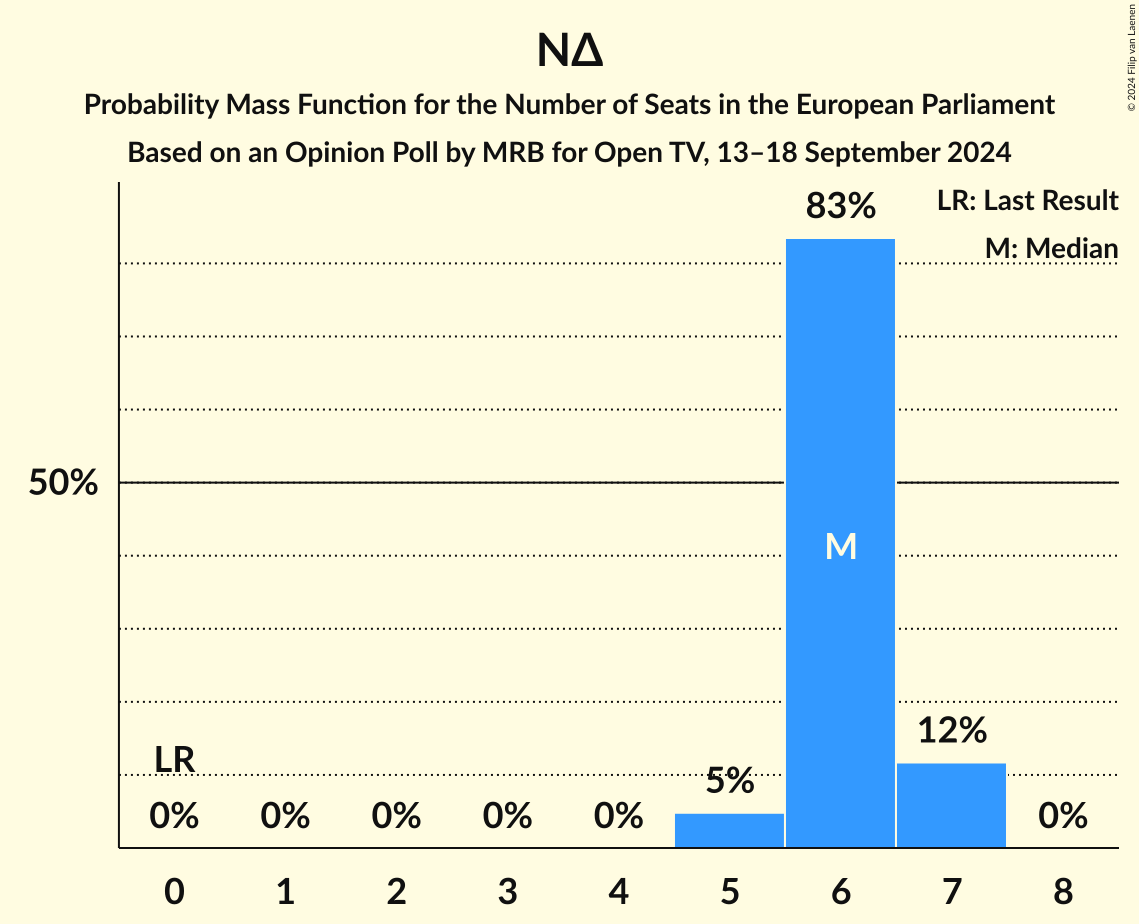 ΝΔ
Probability Mass Function for the Number of Seats in the European Parliament
Based on an Opinion Poll by MRB for Open TV, 13–18 September 2024
© 2024 Filip van Laenen
LR: Last Result
M: Median
83%
50%
M
12%
LR
5%
0% 0% 0% 0% 0% 0%
0 1 2 3 4 5 6 7 8